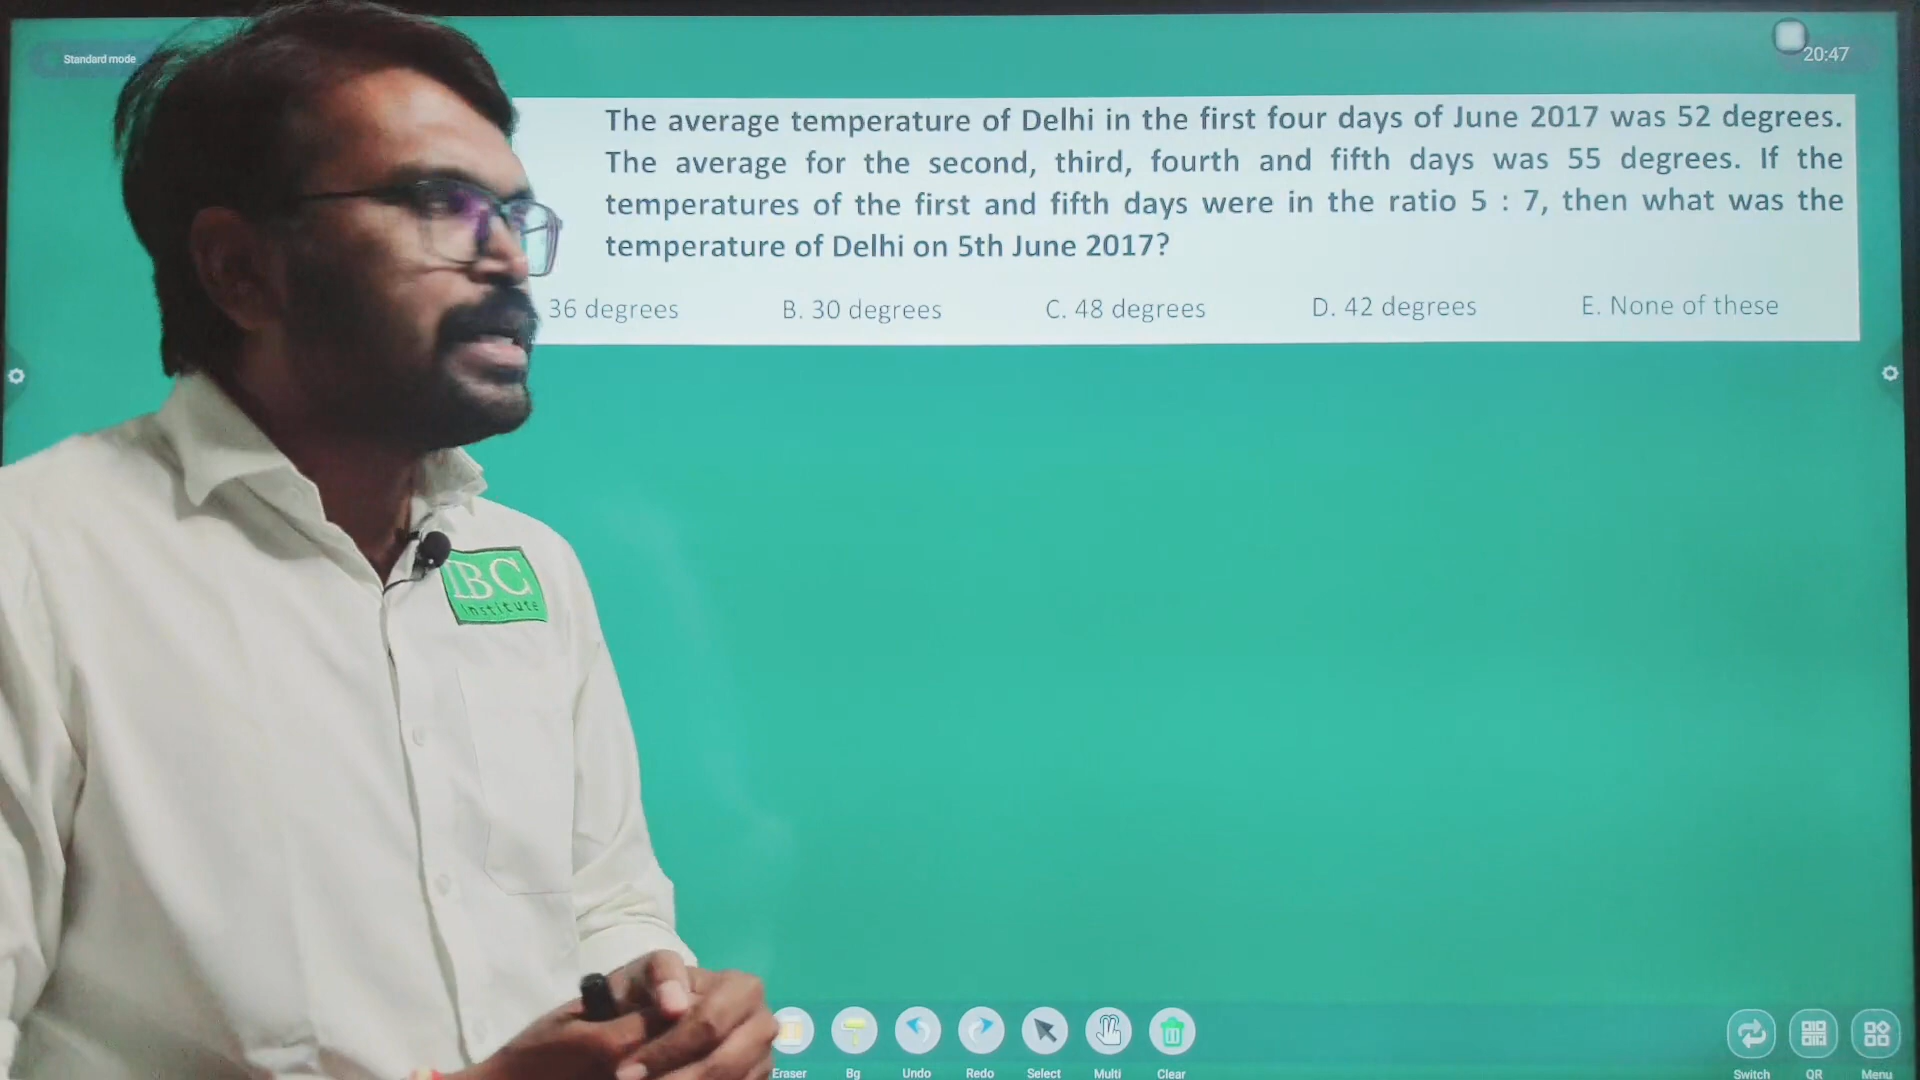 Standard mode
20:47
The average temperature of Delhi in the first four days of June 2017 was 52 degrees.
The average for the second, third, fourth and fifth days was 55 degrees. If the
temperatures of the first and fifth days were in the ratio 5 : 7, then what was the
temperature of Delhi on 5th June 2017?
36 degrees B. 30 degrees C. 48 degrees D. 42 degrees E. None of these
IBC
Institute
Eraser Bg Undo Redo Select Multi Clear Switch QR Menu